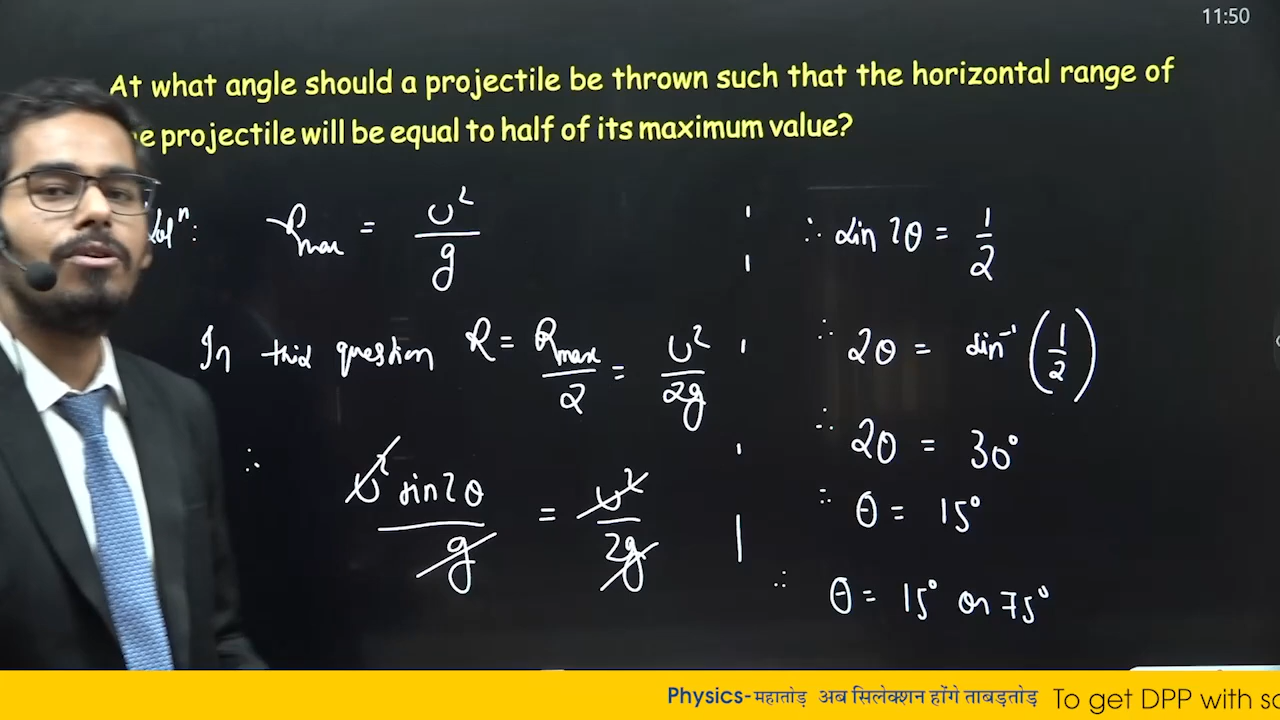 11:50
At what angle should a projectile be thrown such that the horizontal range of
e projectile will be equal to half of its maximum value?
Solⁿ: Rmax = u²/g
In this question R = Rmax/2 = u²/2g
∴ u² sin2θ/g = u²/2g
∴ sin 2θ = 1/2
∴ 2θ = sin⁻¹(1/2)
∴ 2θ = 30°
∴ θ = 15°
∴ θ = 15° or 75°
Physics-महातोड़ अब सिलेक्शन होंगे ताबड़तोड़ To get DPP with so